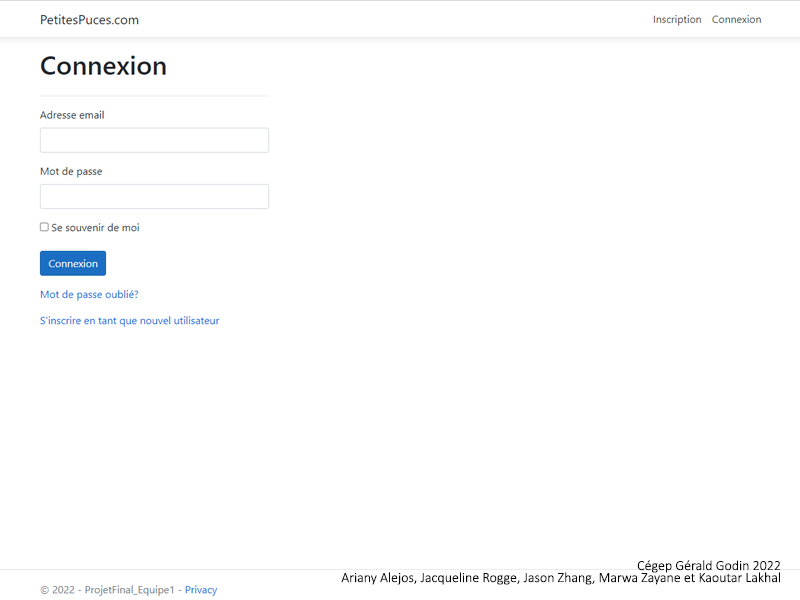 PetitesPuces.com
Inscription Connexion
Connexion
Adresse email
Mot de passe
Se souvenir de moi
Connexion
Mot de passe oublié?
S'inscrire en tant que nouvel utilisateur
Cégep Gérald Godin 2022
Ariany Alejos, Jacqueline Rogge, Jason Zhang, Marwa Zayane et Kaoutar Lakhal
© 2022 - ProjetFinal_Equipe1 - Privacy